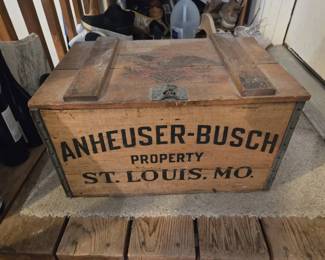 ANHEUSER-BUSCH
PROPERTY
ST. LOUIS, MO.